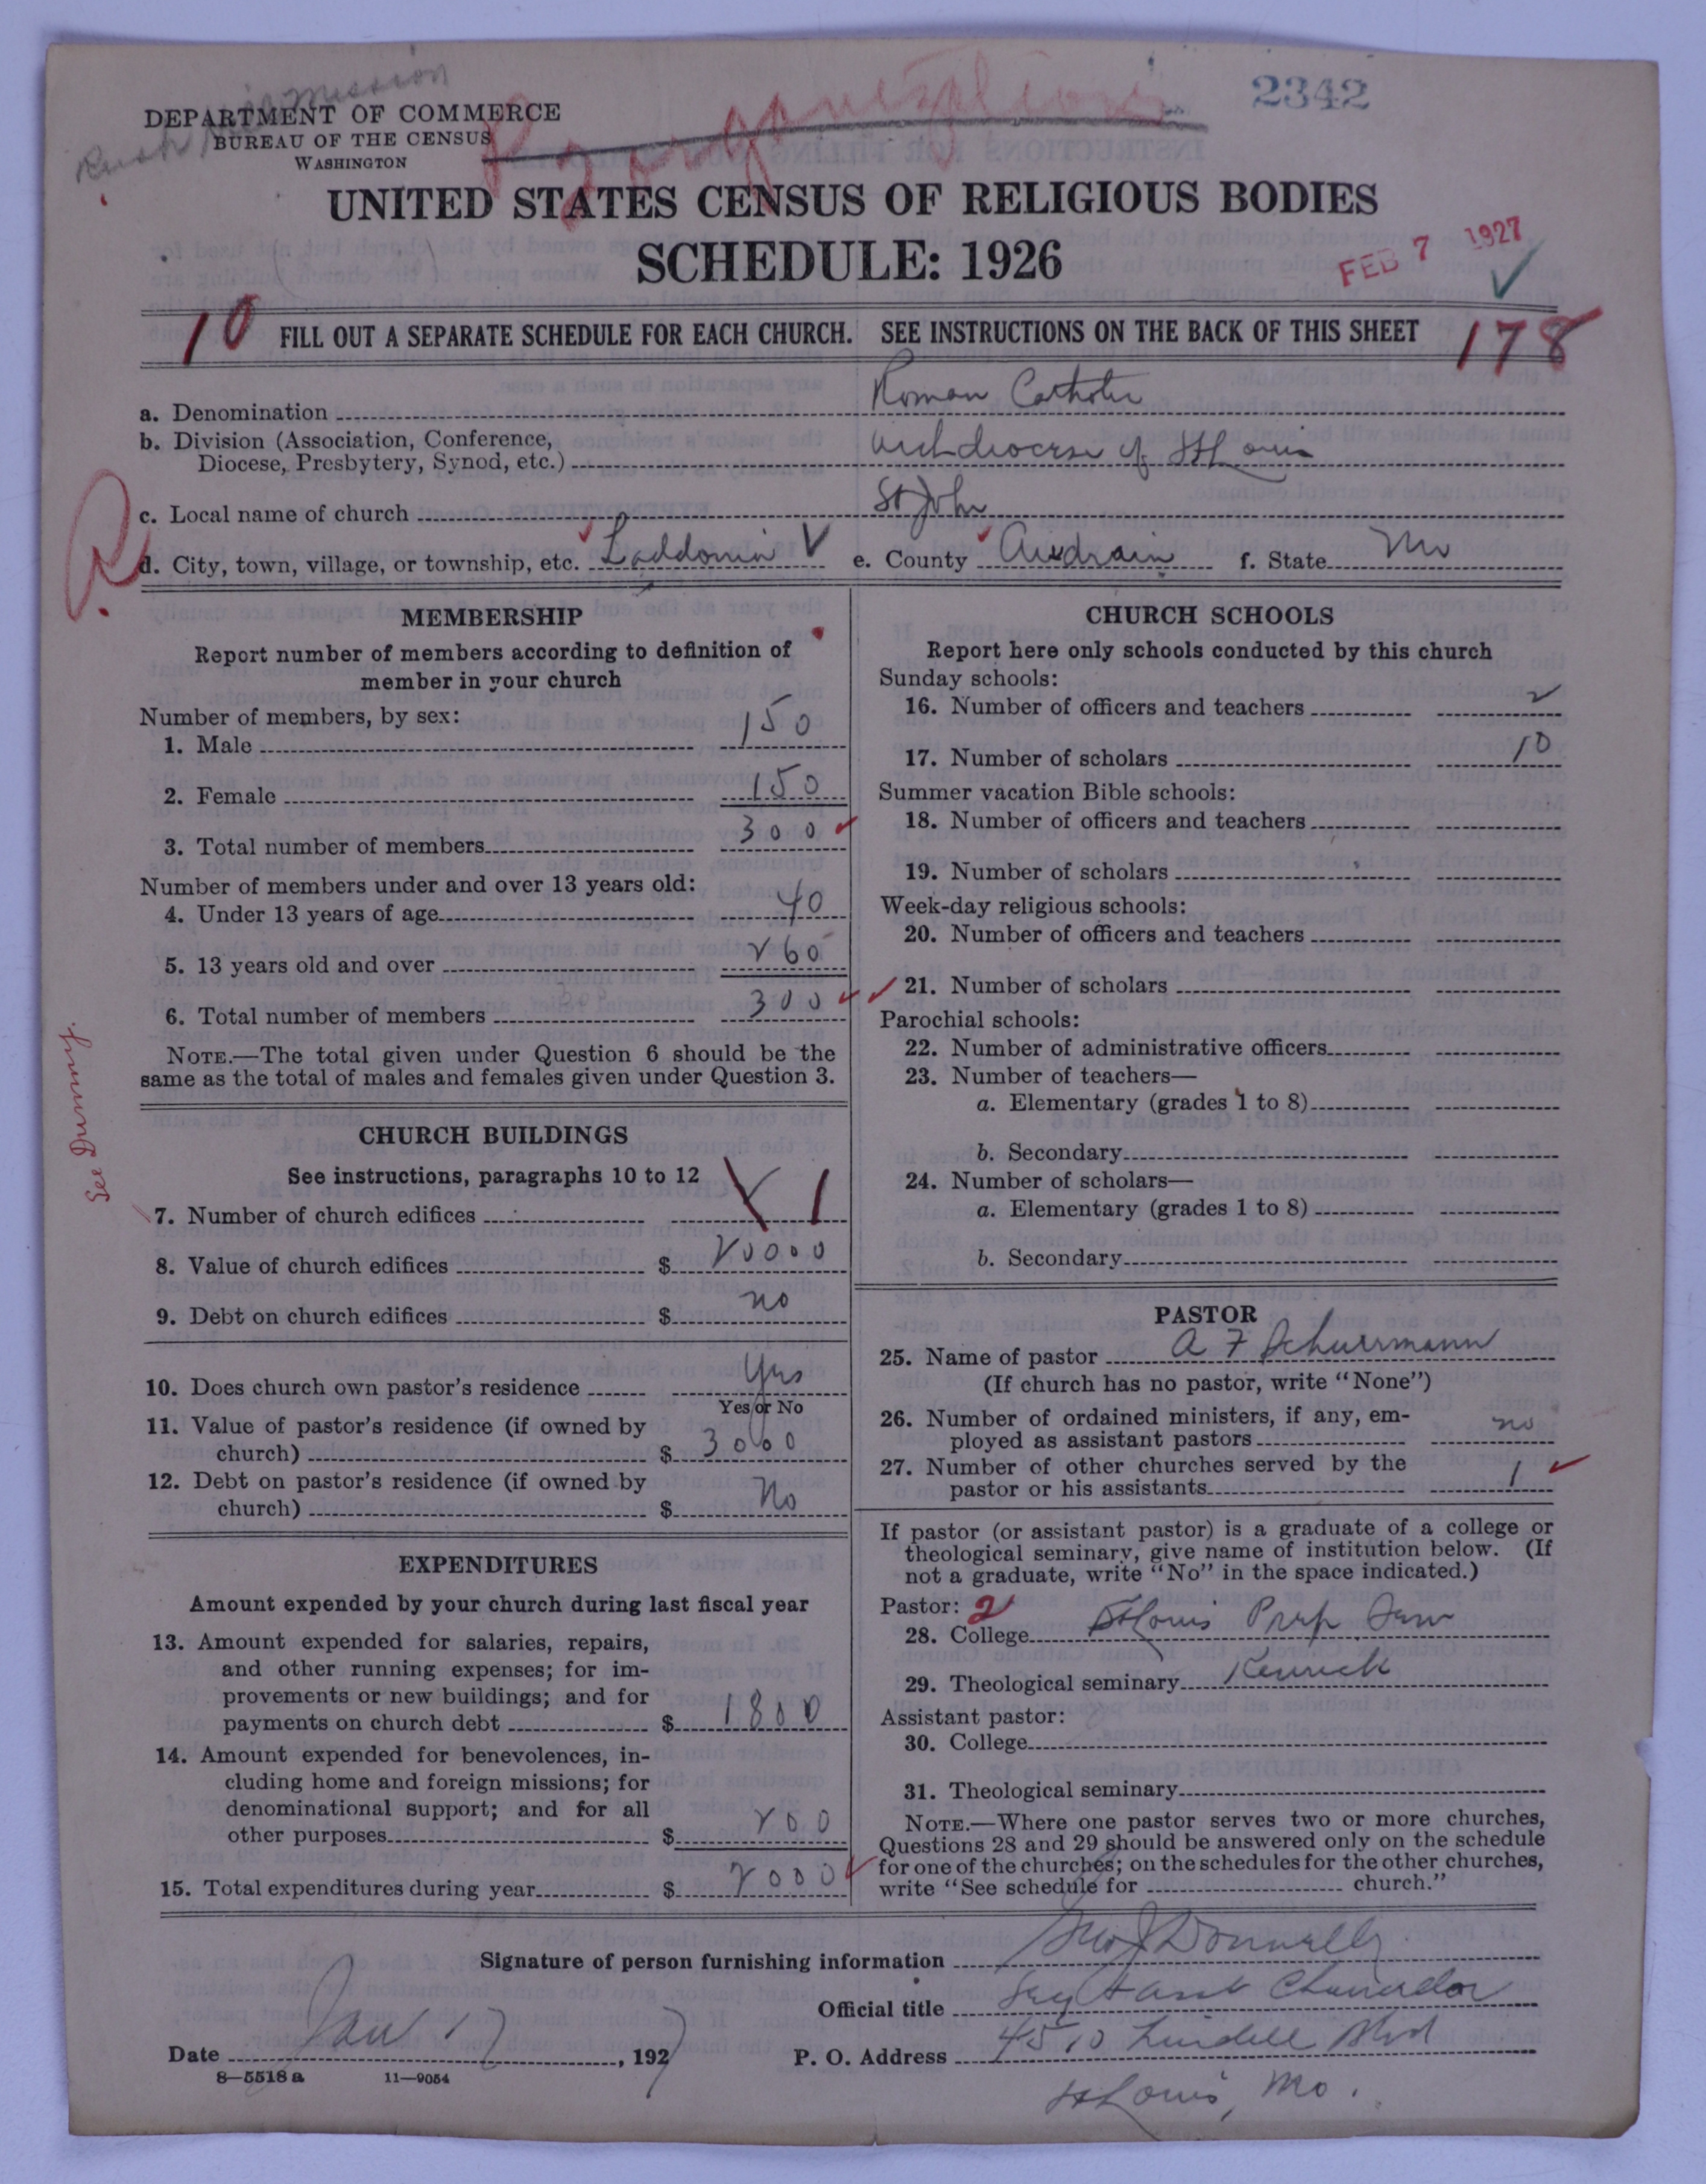 2342
Mission
DEPARTMENT OF COMMERCE
BUREAU OF THE CENSUS
WASHINGTON
UNITED STATES CENSUS OF RELIGIOUS BODIES
SCHEDULE: 1926
FEB 7 1927
10 FILL OUT A SEPARATE SCHEDULE FOR EACH CHURCH. SEE INSTRUCTIONS ON THE BACK OF THIS SHEET 178
a. Denomination Roman Catholic
b. Division (Association, Conference,
Diocese, Presbytery, Synod, etc.) Archdiocese of St Louis
c. Local name of church St John
d. City, town, village, or township, etc. Laddonia e. County Audrain f. State Mo
MEMBERSHIP
Report number of members according to definition of
member in your church
Number of members, by sex:
1. Male 150
2. Female 150
3. Total number of members 300
Number of members under and over 13 years old:
4. Under 13 years of age 40
5. 13 years old and over 260
6. Total number of members 300
NOTE.—The total given under Question 6 should be the
same as the total of males and females given under Question 3.
See Dummy.
CHURCH BUILDINGS
See instructions, paragraphs 10 to 12
7. Number of church edifices 1
8. Value of church edifices $ 20000
9. Debt on church edifices $ no
10. Does church own pastor's residence Yes
Yes or No
11. Value of pastor's residence (if owned by
church) $ 3000
12. Debt on pastor's residence (if owned by
church) $ No
EXPENDITURES
Amount expended by your church during last fiscal year
13. Amount expended for salaries, repairs,
and other running expenses; for im-
provements or new buildings; and for
payments on church debt $ 1800
14. Amount expended for benevolences, in-
cluding home and foreign missions; for
denominational support; and for all
other purposes $ 200
15. Total expenditures during year $ 2000
CHURCH SCHOOLS
Report here only schools conducted by this church
Sunday schools:
16. Number of officers and teachers 2
17. Number of scholars 10
Summer vacation Bible schools:
18. Number of officers and teachers
19. Number of scholars
Week-day religious schools:
20. Number of officers and teachers
21. Number of scholars
Parochial schools:
22. Number of administrative officers
23. Number of teachers—
a. Elementary (grades 1 to 8)
b. Secondary
24. Number of scholars—
a. Elementary (grades 1 to 8)
b. Secondary
PASTOR
25. Name of pastor A F Schurrmann
(If church has no pastor, write "None")
26. Number of ordained ministers, if any, em-
ployed as assistant pastors no
27. Number of other churches served by the
pastor or his assistants 1
If pastor (or assistant pastor) is a graduate of a college or
theological seminary, give name of institution below. (If
not a graduate, write "No" in the space indicated.)
Pastor: 2
28. College St Louis Prep Sem
29. Theological seminary Kenrick
Assistant pastor:
30. College
31. Theological seminary
NOTE.—Where one pastor serves two or more churches,
Questions 28 and 29 should be answered only on the schedule
for one of the churches; on the schedules for the other churches,
write "See schedule for church."
Signature of person furnishing information Donnelly
Official title Secy & asst Chancellor
Date Jan 17, 1927 P. O. Address 4510 Lindell Blvd
8—5518 a 11—9054
St Louis, Mo.